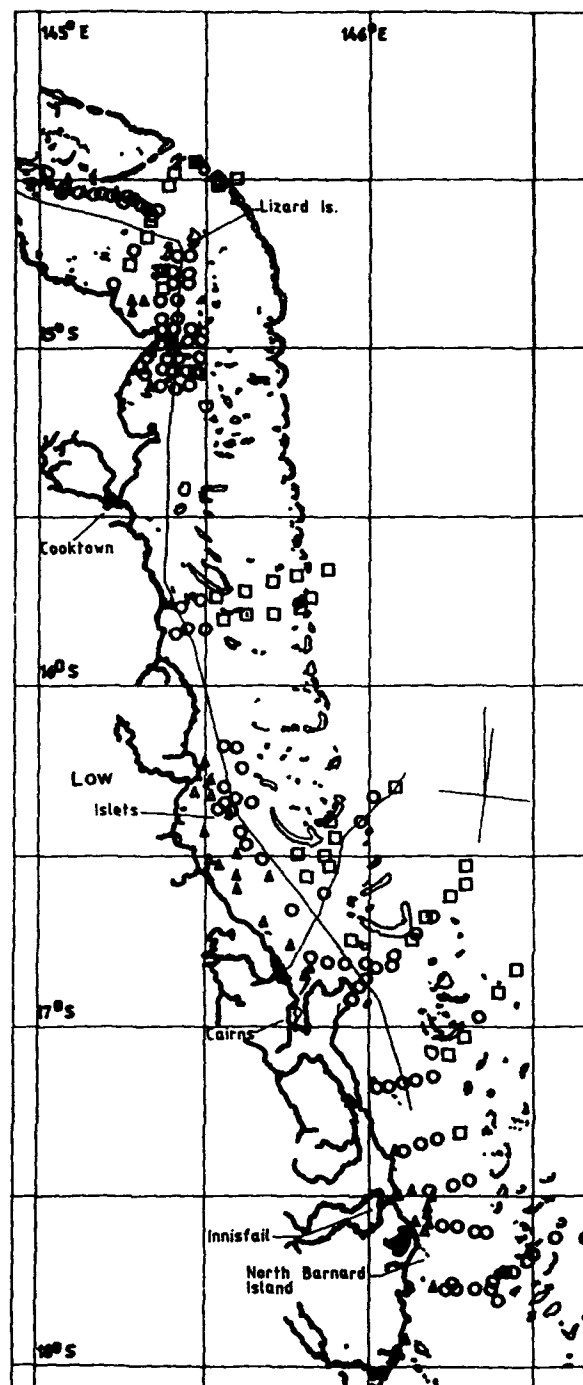 145° E
146° E
Lizard Is.
15° S
Cooktown
16° S
Low
Islets
17° S
Cairns
Innisfail
North Barnard
Island
18° S